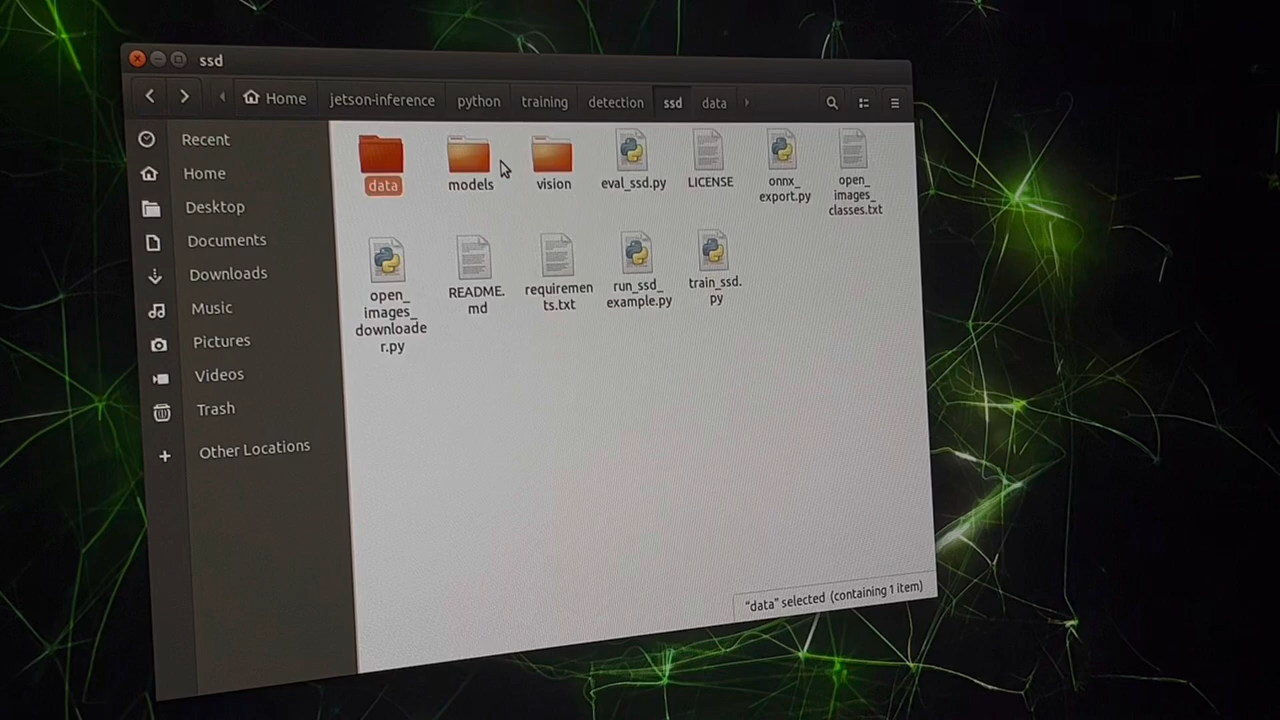 ssd
Home jetson-inference python training detection ssd data
Recent
Home
Desktop
Documents
Downloads
Music
Pictures
Videos
Trash
Other Locations
data
models
vision
eval_ssd.py
LICENSE
onnx_
export.py
open_
images_
classes.txt
open_
images_
downloade
r.py
README.
md
requiremen
ts.txt
run_ssd_
example.py
train_ssd.
py
"data" selected (containing 1 item)